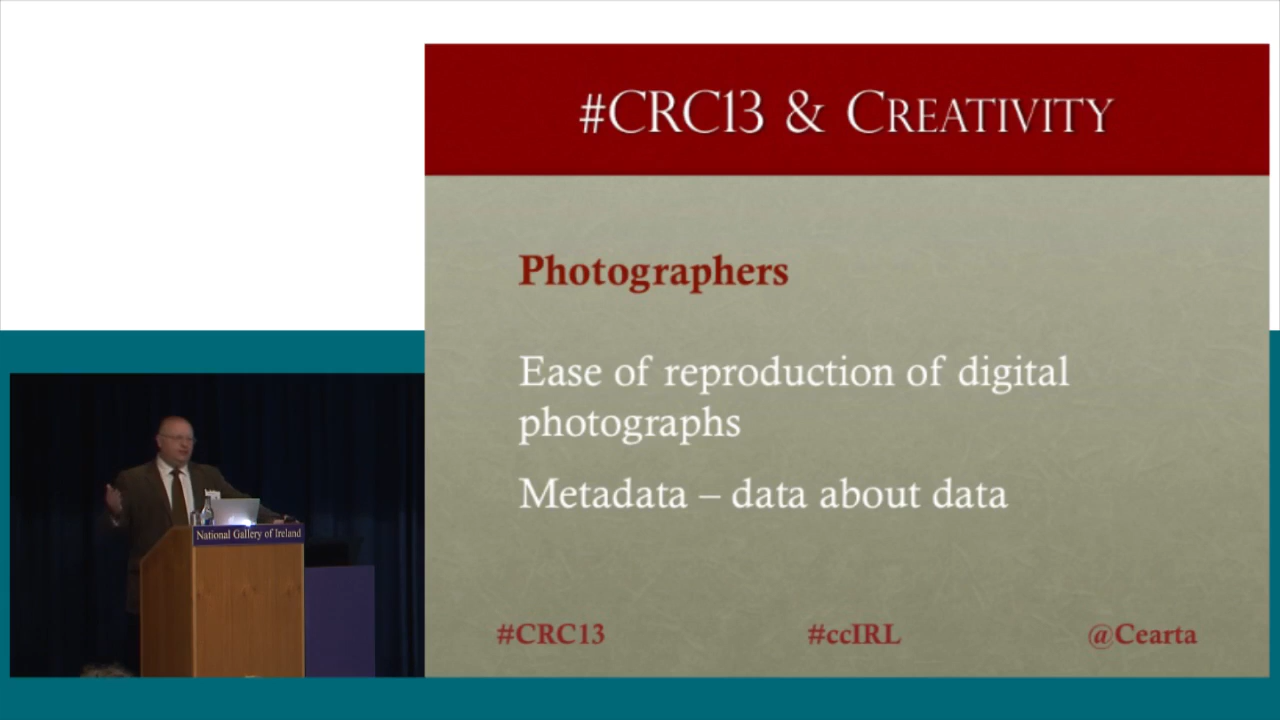 #CRC13 & CREATIVITY
Photographers
Ease of reproduction of digital
photographs
Metadata – data about data
#CRC13
#ccIRL
@Cearta
National Gallery of Ireland